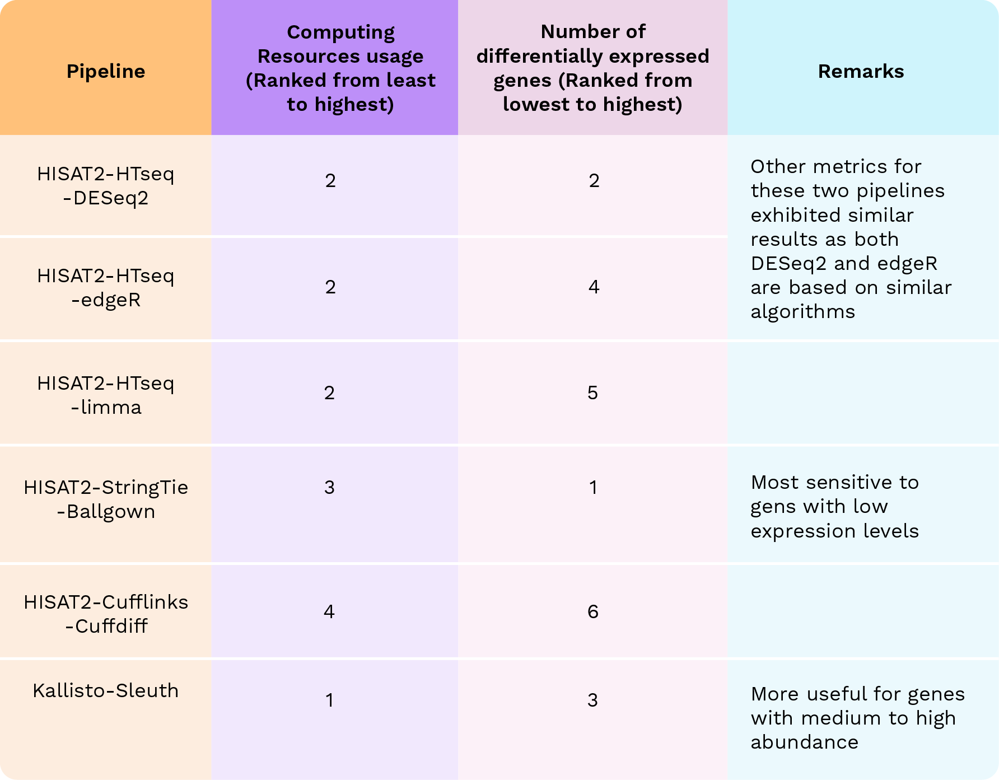 Pipeline
Computing
Resources usage
(Ranked from least
to highest)
Number of
differentially expressed
genes (Ranked from
lowest to highest)
Remarks
HISAT2-HTseq
-DESeq2
2
2
Other metrics for
these two pipelines
exhibited similar
results as both
DESeq2 and edgeR
are based on similar
algorithms
HISAT2-HTseq
-edgeR
2
4
HISAT2-HTseq
-limma
2
5
HISAT2-StringTie
-Ballgown
3
1
Most sensitive to
gens with low
expression levels
HISAT2-Cufflinks
-Cuffdiff
4
6
Kallisto-Sleuth
1
3
More useful for genes
with medium to high
abundance